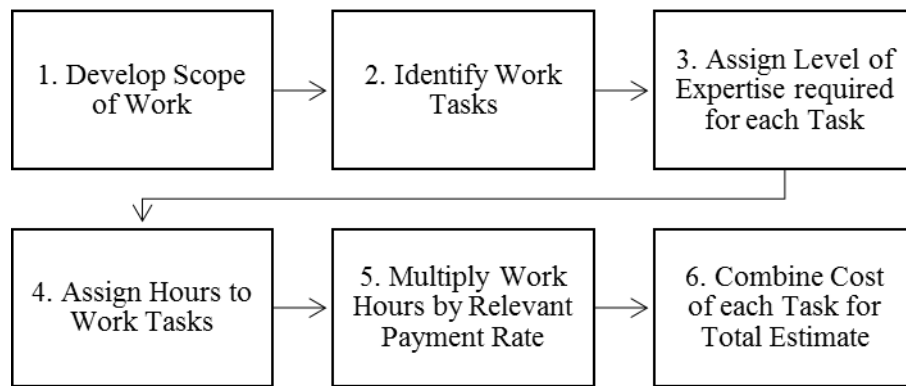 1. Develop Scope
of Work
2. Identify Work
Tasks
3. Assign Level of
Expertise required
for each Task
4. Assign Hours to
Work Tasks
5. Multiply Work
Hours by Relevant
Payment Rate
6. Combine Cost
of each Task for
Total Estimate